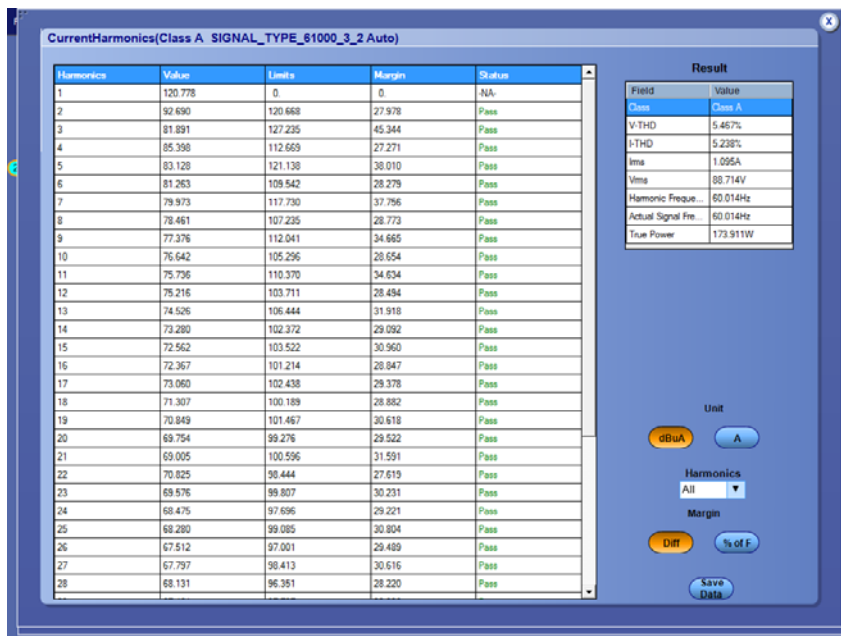 CurrentHarmonics(Class A SIGNAL_TYPE_61000_3_2 Auto)
Harmonics Value Limits Margin Status
1 120.778 0. 0. -NA-
2 92.690 120.668 27.978 Pass
3 81.891 127.235 45.344 Pass
4 85.398 112.669 27.271 Pass
5 83.128 121.138 38.010 Pass
6 81.263 109.542 28.279 Pass
7 79.973 117.730 37.756 Pass
8 78.461 107.235 28.773 Pass
9 77.376 112.041 34.665 Pass
10 76.642 105.296 28.654 Pass
11 75.736 110.370 34.634 Pass
12 75.216 103.711 28.494 Pass
13 74.526 106.444 31.918 Pass
14 73.280 102.372 29.092 Pass
15 72.562 103.522 30.960 Pass
16 72.367 101.214 28.847 Pass
17 73.060 102.438 29.378 Pass
18 71.307 100.189 28.882 Pass
19 70.849 101.467 30.618 Pass
20 69.754 99.276 29.522 Pass
21 69.005 100.596 31.591 Pass
22 70.825 98.444 27.619 Pass
23 69.576 99.807 30.231 Pass
24 68.475 97.696 29.221 Pass
25 68.280 99.085 30.804 Pass
26 67.512 97.001 29.489 Pass
27 67.797 98.413 30.616 Pass
28 68.131 96.351 28.220 Pass
Result
Field Value
Class Class A
V-THD 5.467%
I-THD 5.238%
Irms 1.095A
Vrms 88.714V
Harmonic Freque... 60.014Hz
Actual Signal Fre... 60.014Hz
True Power 173.911W
Unit
dBuA A
Harmonics
All
Margin
Diff % of F
Save
Data
X